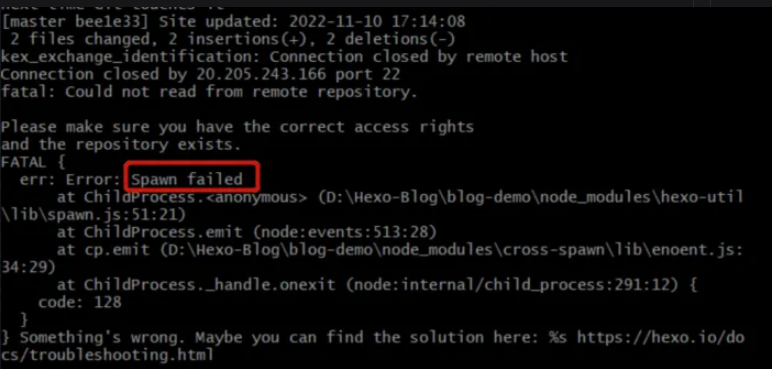 [master bee1e33] Site updated: 2022-11-10 17:14:08
2 files changed, 2 insertions(+), 2 deletions(-)
kex_exchange_identification: Connection closed by remote host
Connection closed by 20.205.243.166 port 22
fatal: Could not read from remote repository.
Please make sure you have the correct access rights
and the repository exists.
FATAL {
err: Error: Spawn failed
at ChildProcess.<anonymous> (D:\Hexo-Blog\blog-demo\node_modules\hexo-util
\lib\spawn.js:51:21)
at ChildProcess.emit (node:events:513:28)
at cp.emit (D:\Hexo-Blog\blog-demo\node_modules\cross-spawn\lib\enoent.js:
34:29)
at ChildProcess._handle.onexit (node:internal/child_process:291:12) {
code: 128
}
} Something's wrong. Maybe you can find the solution here: %s https://hexo.io/do
cs/troubleshooting.html